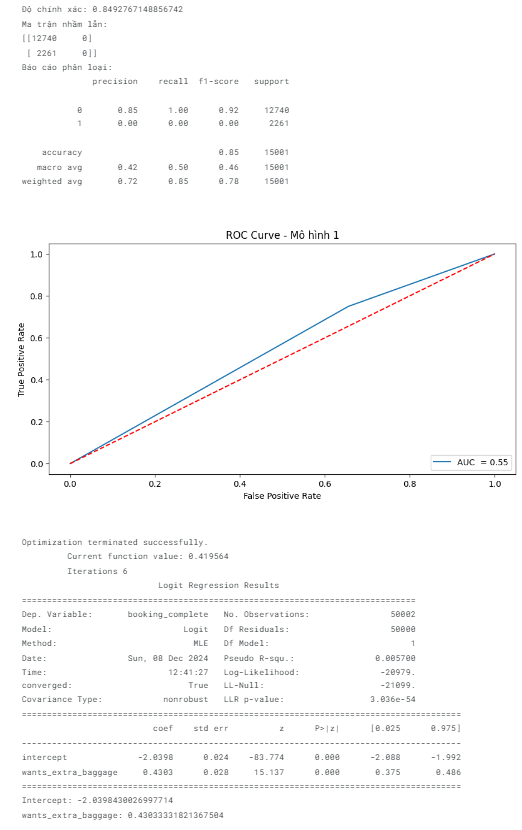 Độ chính xác: 0.8492767148856742
Ma trận nhầm lẫn:
[[12740     0]
 [ 2261     0]]
Báo cáo phân loại:
              precision    recall  f1-score   support

           0       0.85      1.00      0.92     12740
           1       0.00      0.00      0.00      2261

    accuracy                           0.85     15001
   macro avg       0.42      0.50      0.46     15001
weighted avg       0.72      0.85      0.78     15001
ROC Curve - Mô hình 1
True Positive Rate
1.0
0.8
0.6
0.4
0.2
0.0
0.0 0.2 0.4 0.6 0.8 1.0
False Positive Rate
AUC = 0.55
Optimization terminated successfully.
         Current function value: 0.419564
         Iterations 6
                           Logit Regression Results
==============================================================================
Dep. Variable:       booking_complete   No. Observations:                50002
Model:                          Logit   Df Residuals:                    50000
Method:                           MLE   Df Model:                            1
Date:                Sun, 08 Dec 2024   Pseudo R-squ.:                0.005700
Time:                        12:41:27   Log-Likelihood:                -20979.
converged:                       True   LL-Null:                       -21099.
Covariance Type:            nonrobust   LLR p-value:                 3.036e-54
=======================================================================================
                          coef    std err          z      P>|z|      [0.025      0.975]
---------------------------------------------------------------------------------------
intercept              -2.0398      0.024    -83.774      0.000      -2.088      -1.992
wants_extra_baggage     0.4303      0.028     15.137      0.000       0.375       0.486
=======================================================================================
Intercept: -2.0398430026997714
wants_extra_baggage: 0.43033331821367504